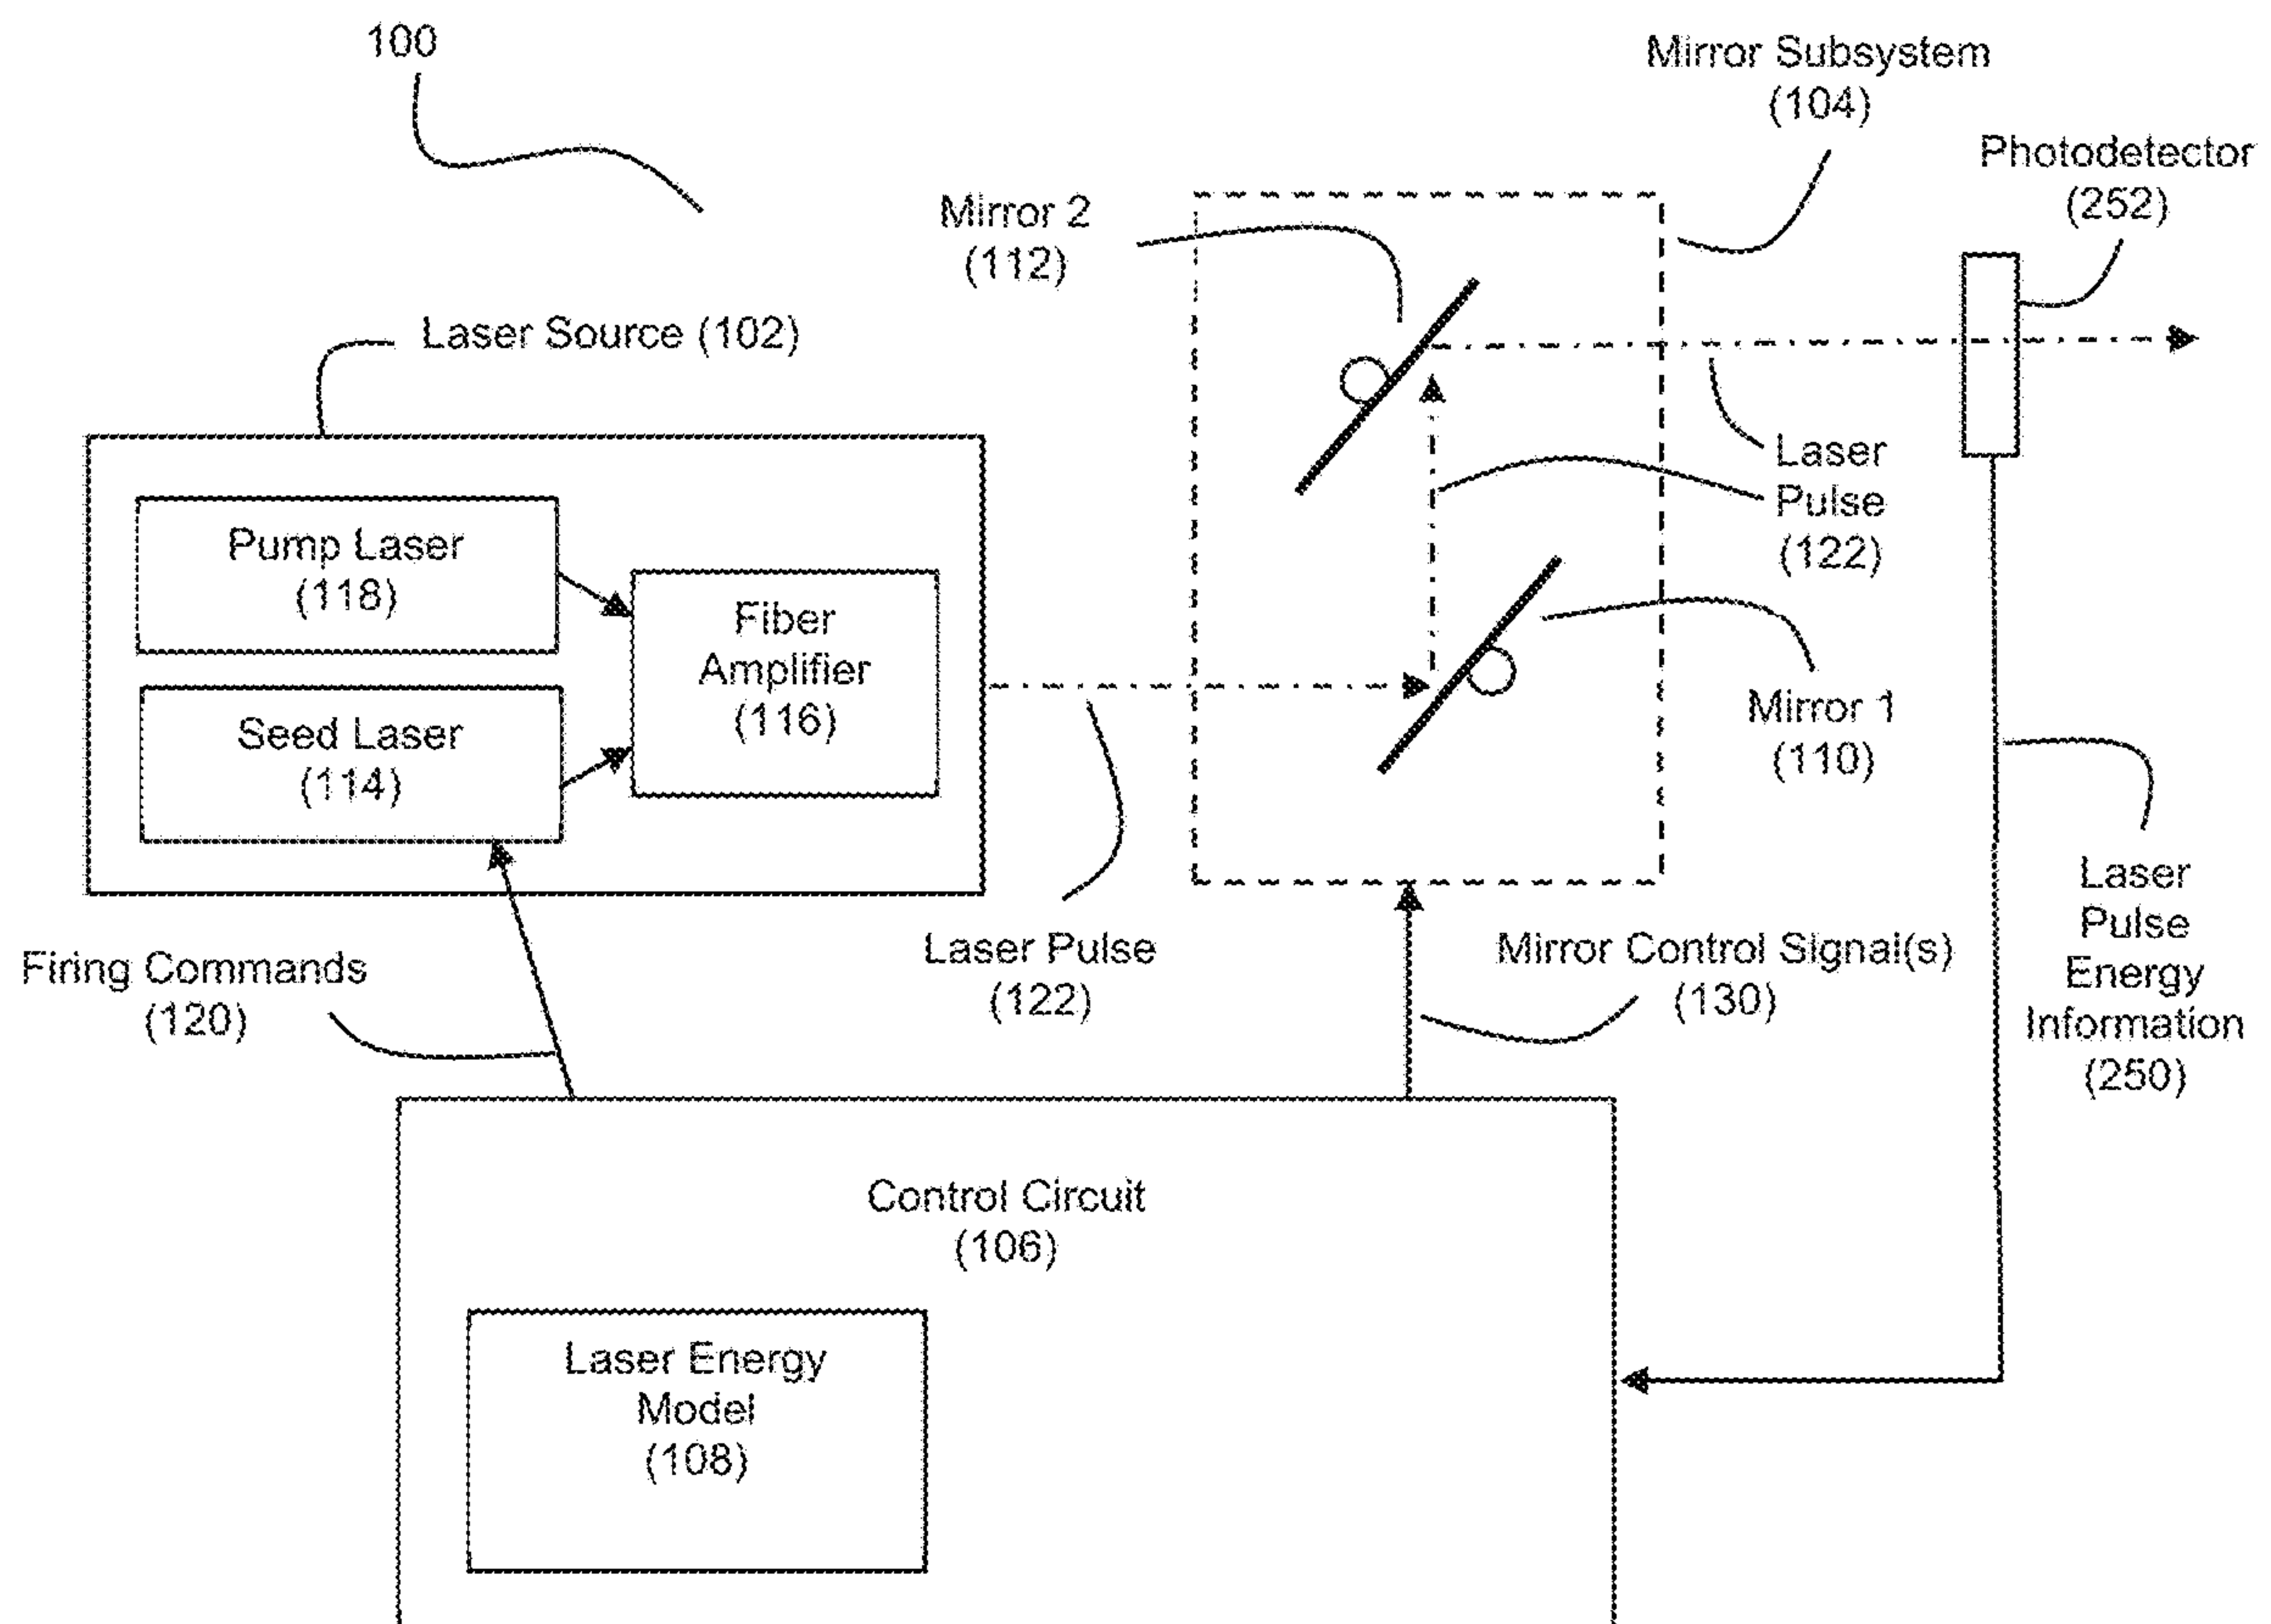 100
Mirror Subsystem
(104)
Photodetector
(252)
Mirror 2
(112)
Laser Source (102)
Laser
Pulse
(122)
Pump Laser
(118)
Fiber
Amplifier
(116)
Seed Laser
(114)
Mirror 1
(110)
Laser
Pulse
Energy
Information
(250)
Firing Commands
(120)
Laser Pulse
(122)
Mirror Control Signal(s)
(130)
Control Circuit
(106)
Laser Energy
Model
(108)